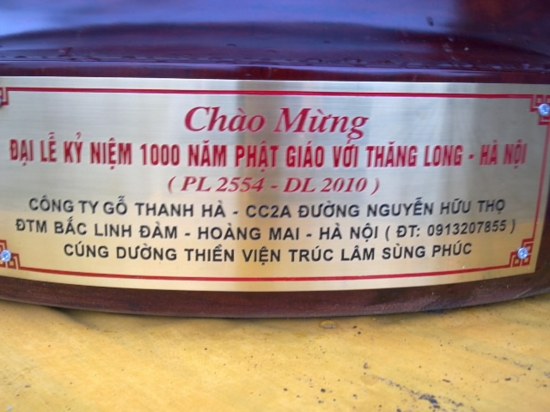 Chào Mừng
ĐẠI LỄ KỶ NIỆM 1000 NĂM PHẬT GIÁO VỚI THĂNG LONG - HÀ NỘI
( PL 2554 - DL 2010 )
CÔNG TY GỖ THANH HÀ - CC2A ĐƯỜNG NGUYỄN HỮU THỌ
ĐTM BẮC LINH ĐÀM - HOÀNG MAI - HÀ NỘI ( ĐT: 0913207855 )
CÚNG DƯỜNG THIỀN VIỆN TRÚC LÂM SÙNG PHÚC